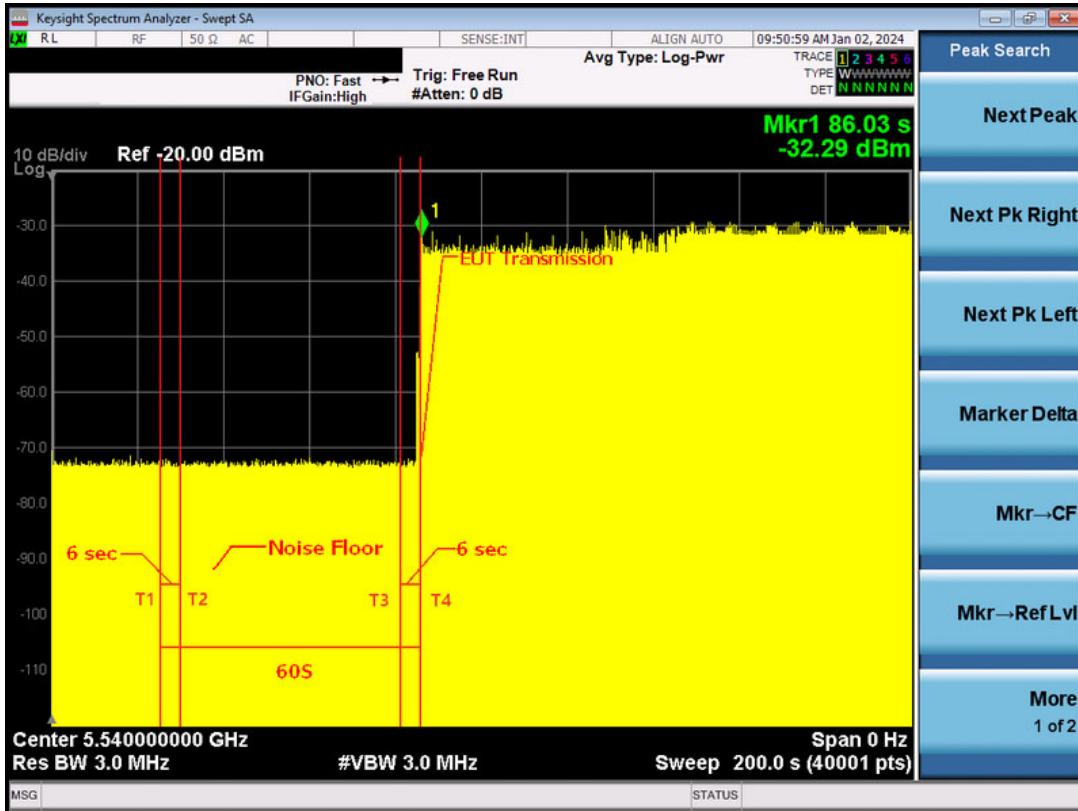 Keysight Spectrum Analyzer - Swept SA
LXI RL RF 50 Ω AC SENSE:INT ALIGN AUTO 09:50:59 AM Jan 02, 2024
PNO: Fast
IFGain:High
Trig: Free Run
#Atten: 0 dB
Avg Type: Log-Pwr
TRACE 1 2 3 4 5 6
TYPE WWWWWW
DET N N N N N N
Mkr1 86.03 s
-32.29 dBm
10 dB/div Ref -20.00 dBm
Log
-30.0
-40.0
-50.0
-60.0
-70.0
-80.0
-90.0
-100
-110
1
EUT Transmission
6 sec
Noise Floor
6 sec
T1 T2 T3 T4
60S
Center 5.540000000 GHz Span 0 Hz
Res BW 3.0 MHz #VBW 3.0 MHz Sweep 200.0 s (40001 pts)
MSG STATUS
Peak Search
Next Peak
Next Pk Right
Next Pk Left
Marker Delta
Mkr→CF
Mkr→Ref Lvl
More
1 of 2